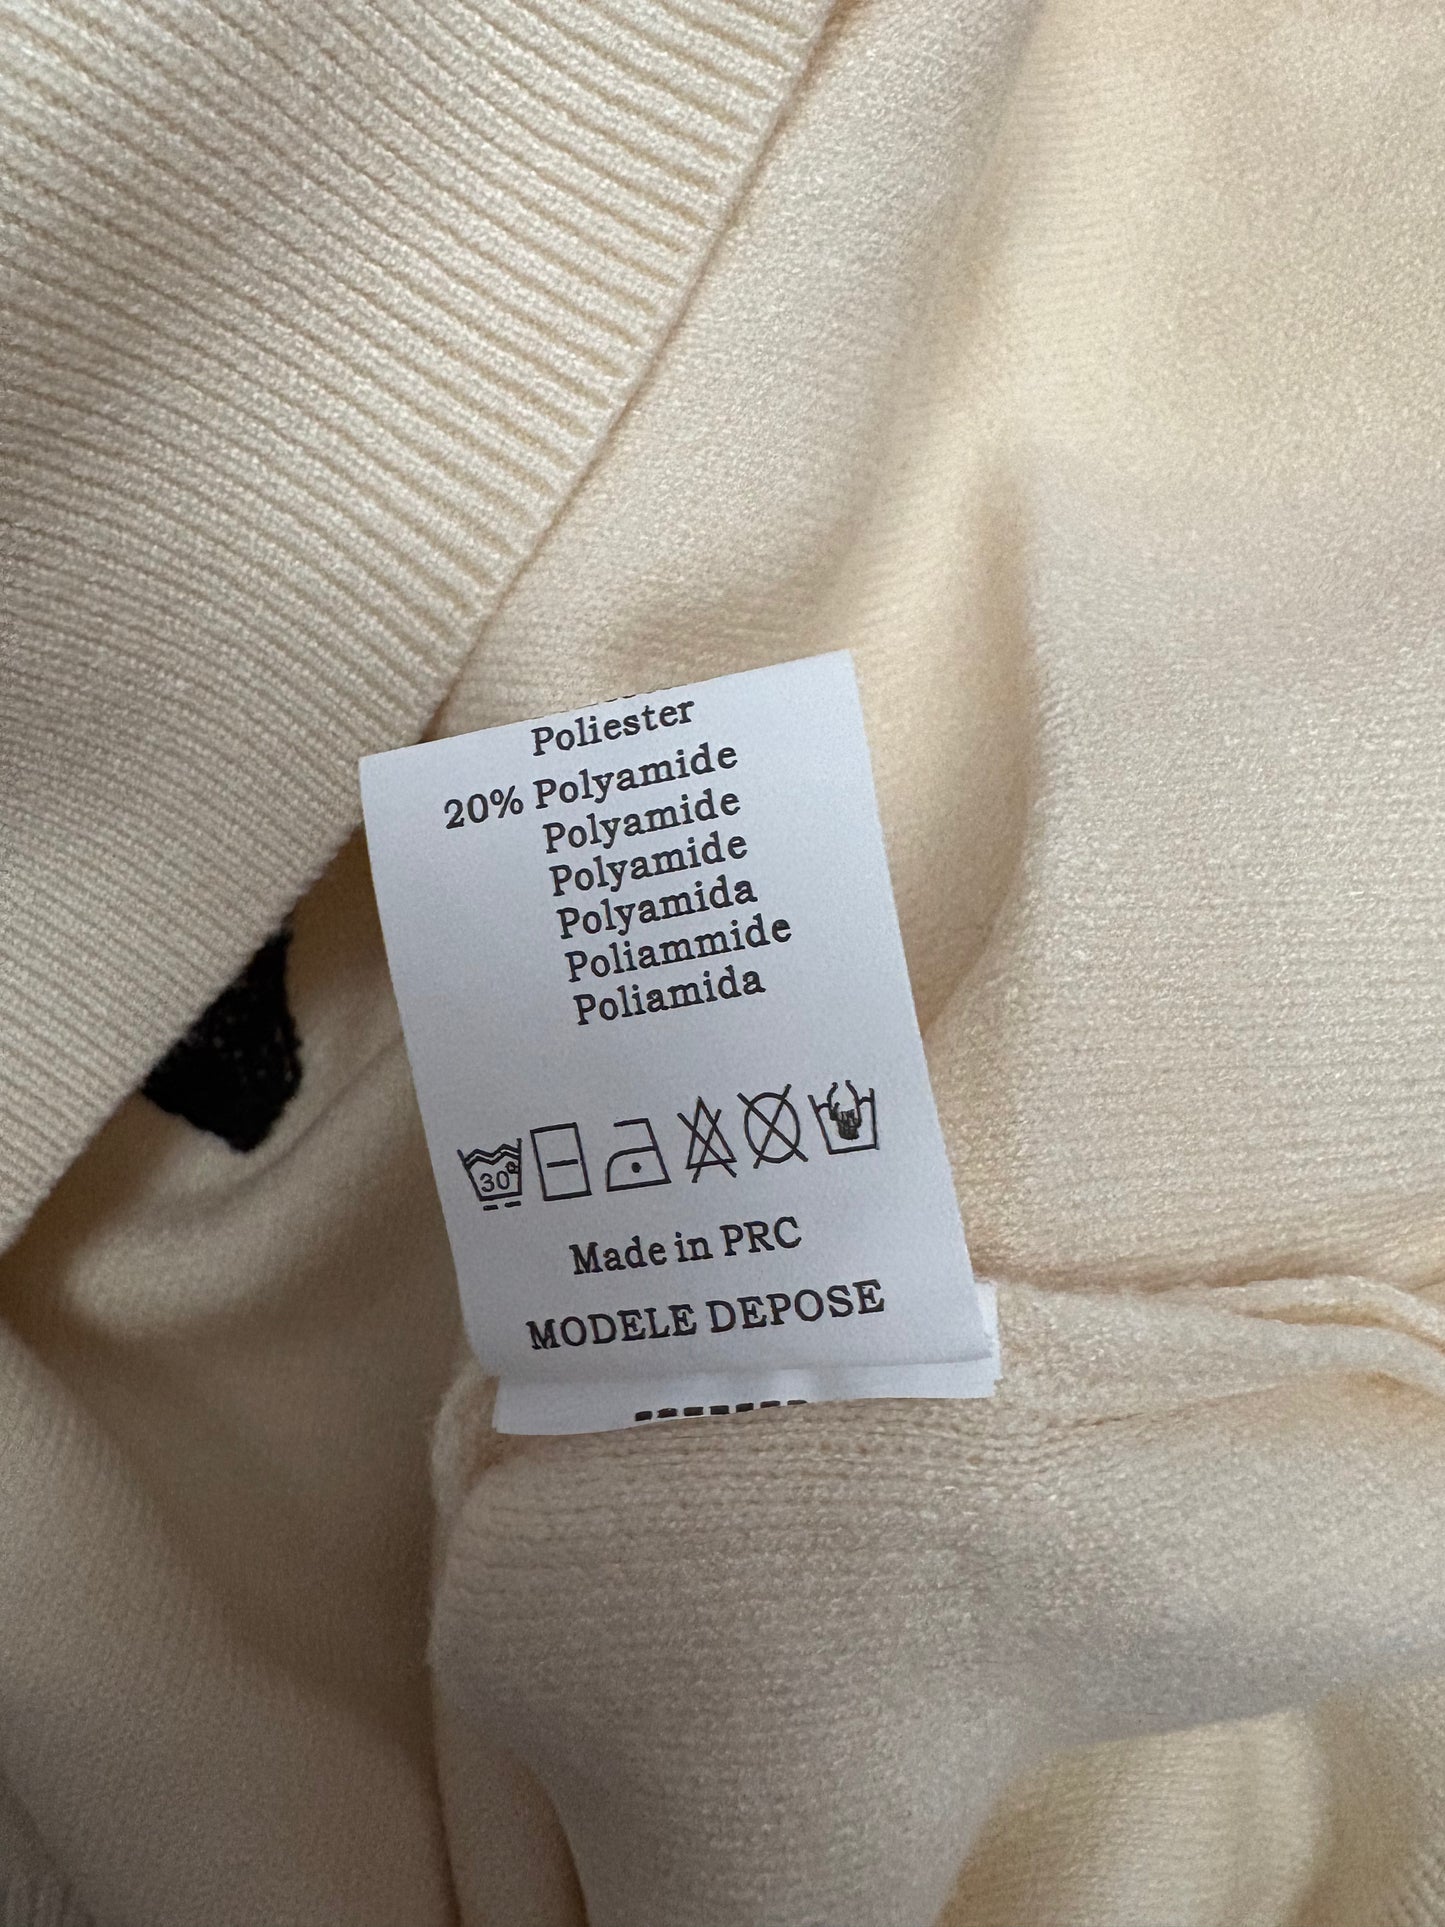 Poliester
20% Polyamide
Polyamide
Polyamide
Polyamida
Poliammide
Poliamida
30°
Made in PRC
MODELE DEPOSE